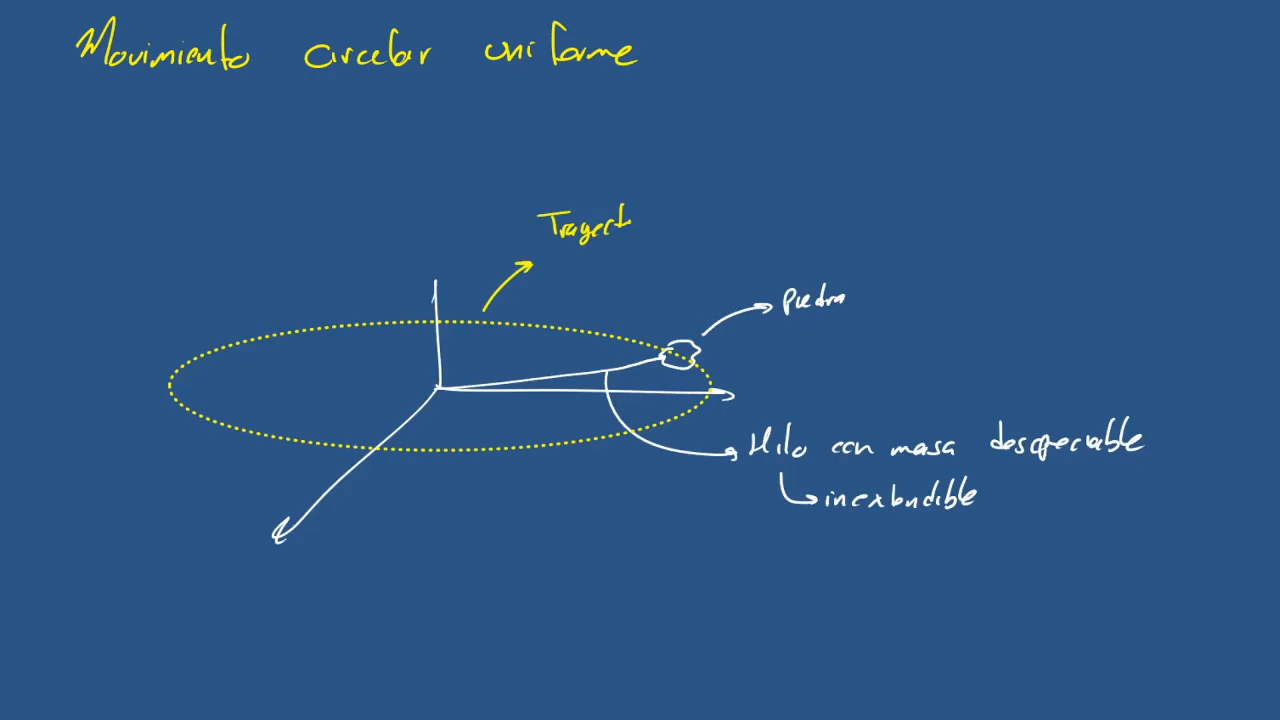 Movimiento circular uniforme
Trayect
Piedra
Hilo con masa despreciable
inextendible